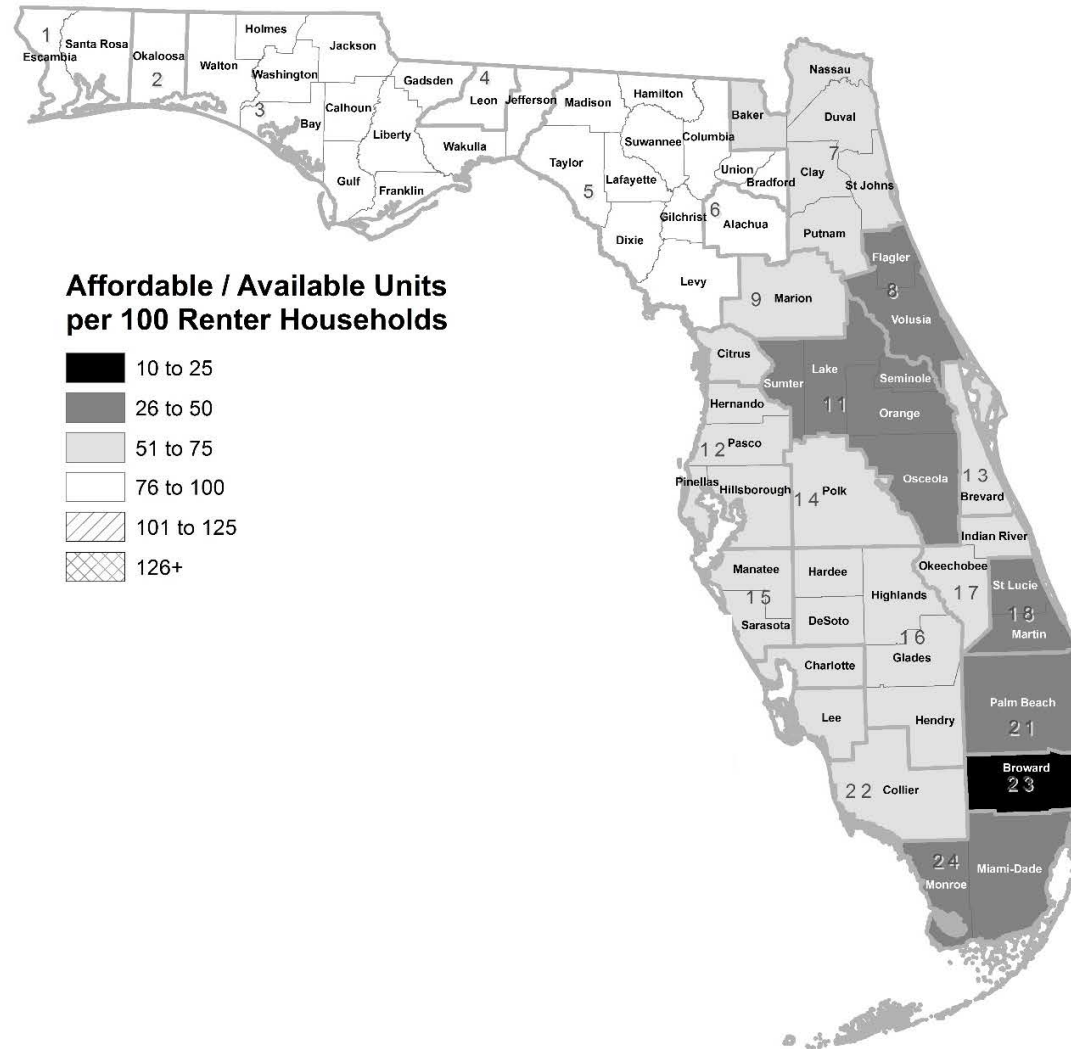 Holmes
1
Santa Rosa
Escambia
Okaloosa
2
Walton
Washington
Jackson
3
Bay
Calhoun
Gulf
Liberty
Franklin
Gadsden
4
Leon
Jefferson
Wakulla
Madison
Hamilton
Taylor
5
Suwannee
Lafayette
Columbia
Dixie
Gilchrist
Levy
Union
Bradford
6
Alachua
Baker
Nassau
Duval
7
Clay
St Johns
Putnam
Flagler
8
Volusia
9
Marion
Citrus
Sumter
Lake
11
Seminole
Orange
Osceola
Hernando
12
Pasco
Pinellas
Hillsborough
14
Polk
13
Brevard
Indian River
Okeechobee
17
St Lucie
18
Martin
Manatee
15
Sarasota
Hardee
DeSoto
Highlands
16
Glades
Charlotte
Lee
Hendry
Palm Beach
21
Broward
23
22
Collier
24
Monroe
Miami-Dade
Affordable / Available Units
per 100 Renter Households
10 to 25
26 to 50
51 to 75
76 to 100
101 to 125
126+